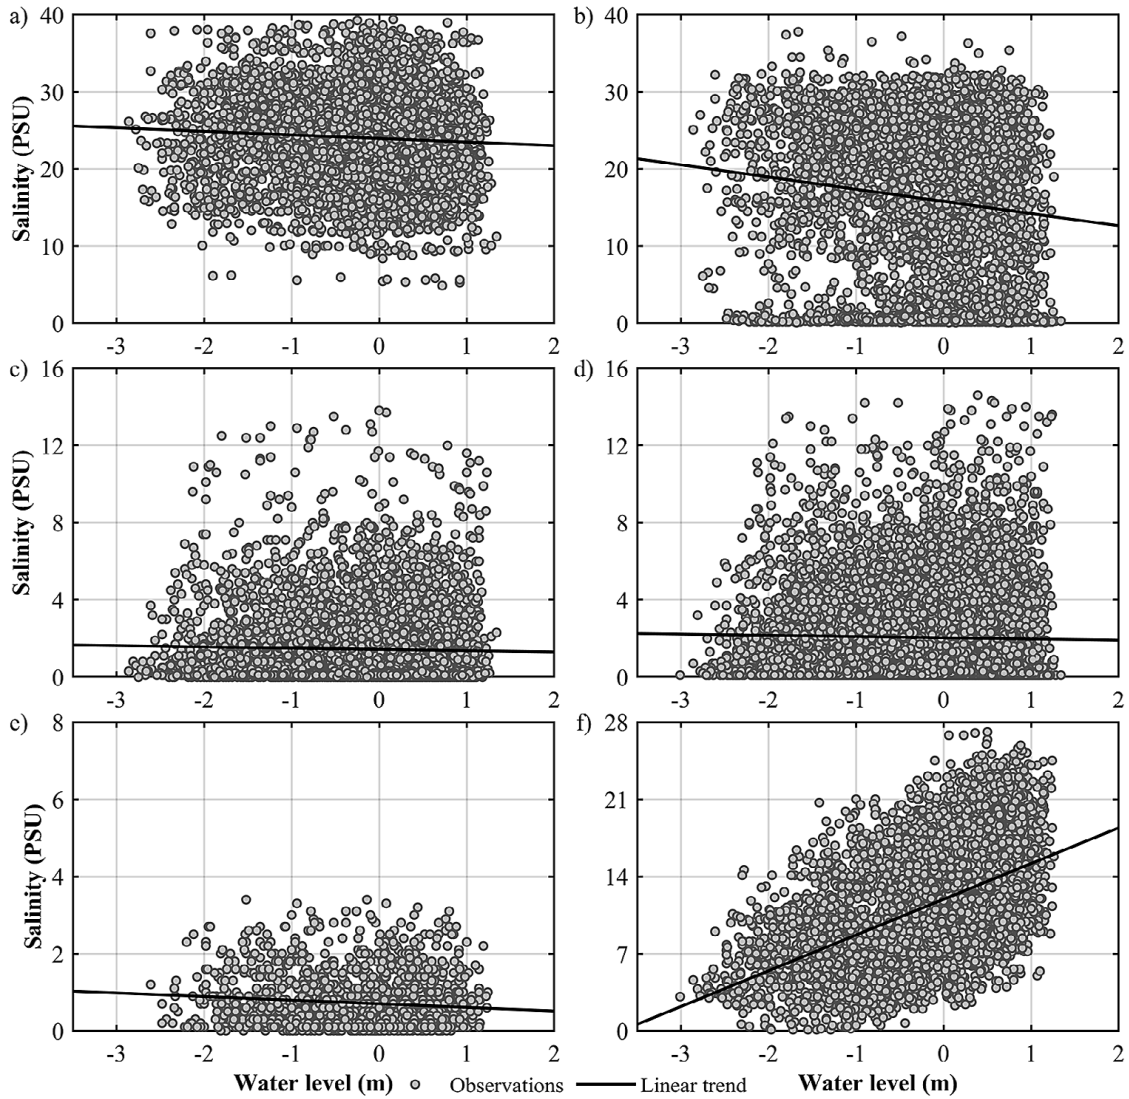 a) b)
40 40
30 30
20 20
10 10
0 0
Salinity (PSU)
-3 -2 -1 0 1 2 -3 -2 -1 0 1 2
c) d)
16 16
12 12
8 8
4 4
0 0
Salinity (PSU)
-3 -2 -1 0 1 2 -3 -2 -1 0 1 2
e) f)
8 28
6 21
4 14
2 7
0 0
Salinity (PSU)
-3 -2 -1 0 1 2 -3 -2 -1 0 1 2
Water level (m) Observations Linear trend Water level (m)